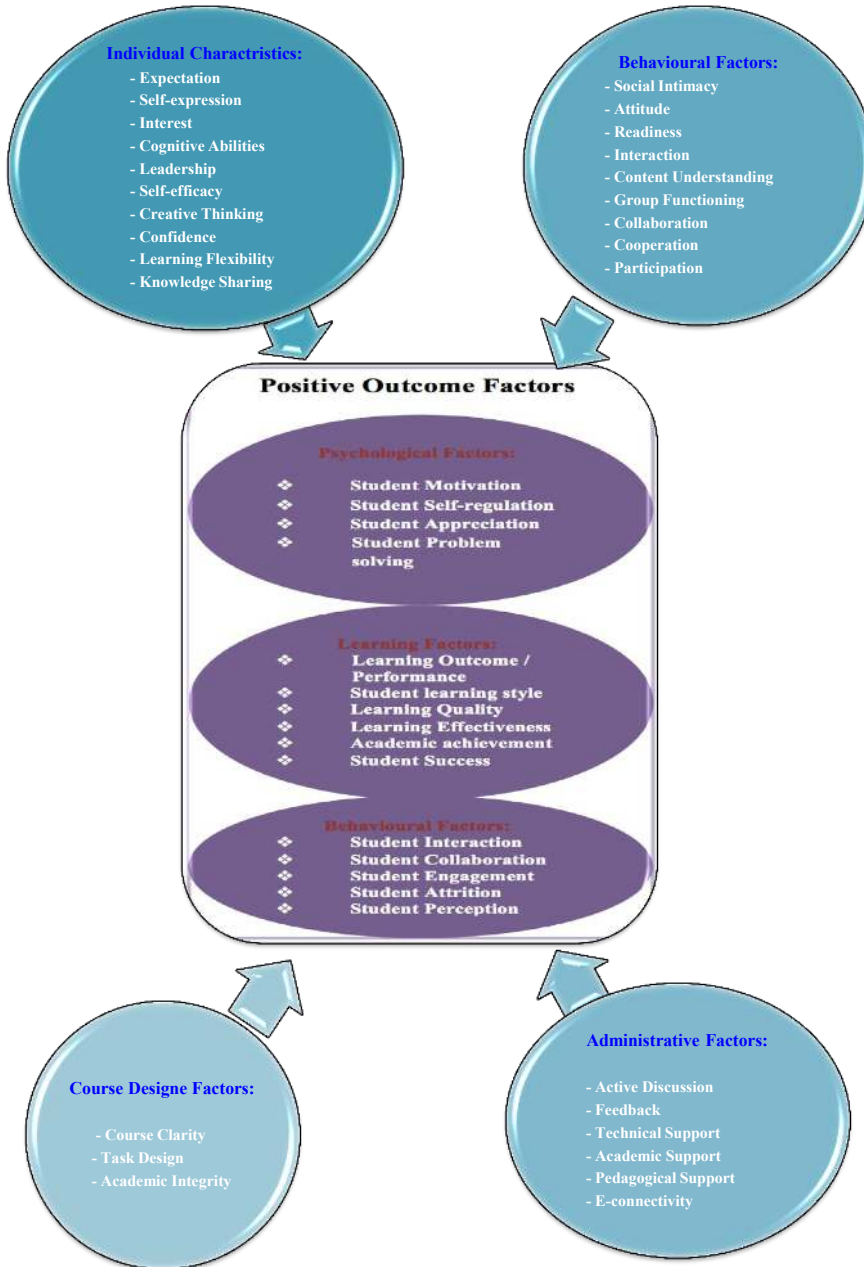 Individual Charactristics:
- Expectation
- Self-expression
- Interest
- Cognitive Abilities
- Leadership
- Self-efficacy
- Creative Thinking
- Confidence
- Learning Flexibility
- Knowledge Sharing
Behavioural Factors:
- Social Intimacy
- Attitude
- Readiness
- Interaction
- Content Understanding
- Group Functioning
- Collaboration
- Cooperation
- Participation
Positive Outcome Factors
Psychological Factors:
❖ Student Motivation
❖ Student Self-regulation
❖ Student Appreciation
❖ Student Problem
solving
Learning Factors:
❖ Learning Outcome /
Performance
❖ Student learning style
❖ Learning Quality
❖ Learning Effectiveness
❖ Academic achievement
❖ Student Success
Behavioural Factors:
❖ Student Interaction
❖ Student Collaboration
❖ Student Engagement
❖ Student Attrition
❖ Student Perception
Course Designe Factors:
- Course Clarity
- Task Design
- Academic Integrity
Administrative Factors:
- Active Discussion
- Feedback
- Technical Support
- Academic Support
- Pedagogical Support
- E-connectivity